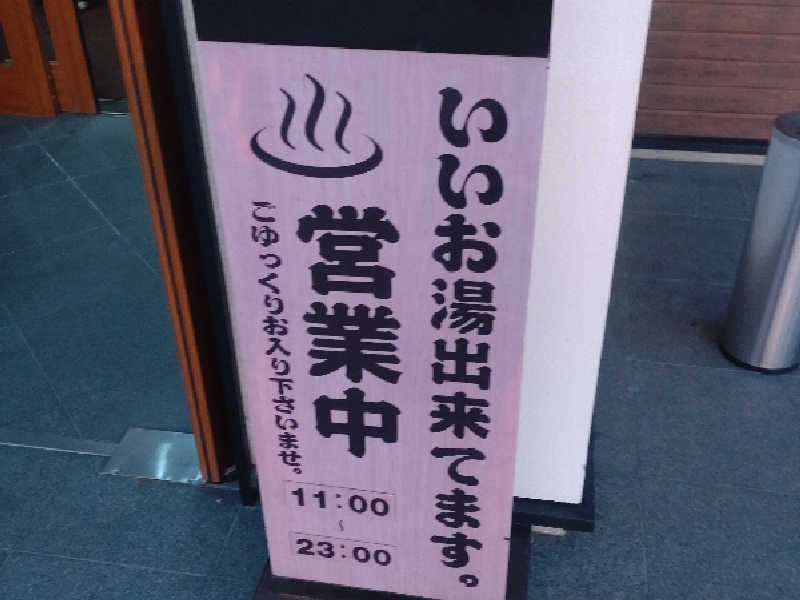 いいお湯出来てます。
営業中
ごゆっくりお入り下さいませ。
11:00
～
23:00